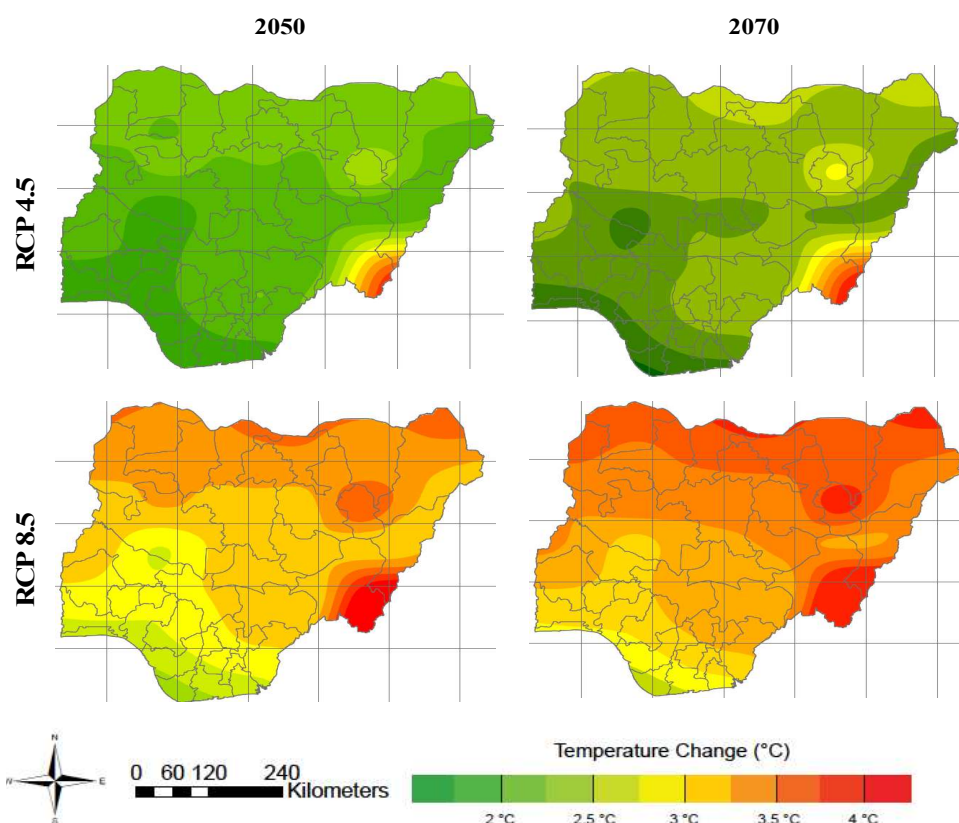 2050 2070
RCP 4.5
RCP 8.5
Temperature Change (°C)
N
W E
S
0 60 120 240
Kilometers
2 °C 2.5 °C 3 °C 3.5 °C 4 °C